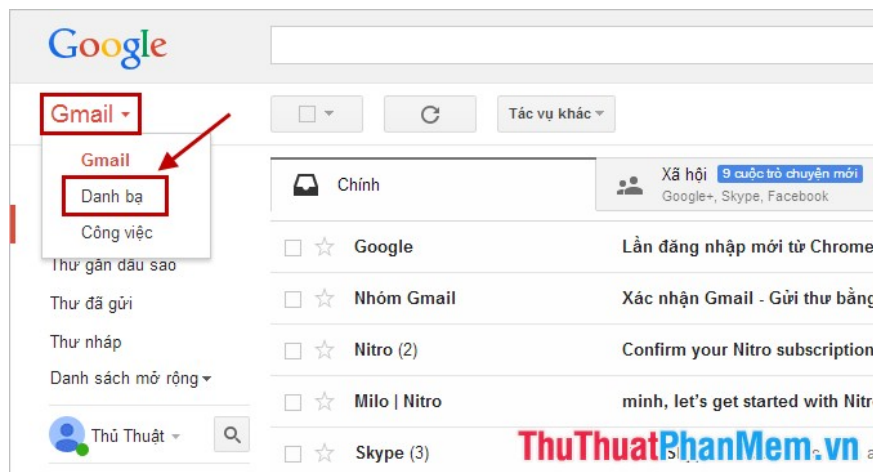 Google
Gmail
Tác vụ khác
Gmail
Danh bạ
Công việc
Thư gắn dấu sao
Thư đã gửi
Thư nháp
Danh sách mở rộng
Thủ Thuật
Chính
Xã hội 9 cuộc trò chuyện mới
Google+, Skype, Facebook
Google Lần đăng nhập mới từ Chrome
Nhóm Gmail Xác nhận Gmail - Gửi thư bằng
Nitro (2) Confirm your Nitro subscription
Milo | Nitro minh, let's get started with Nitr
Skype (3)
ThuThuatPhanMem.vn